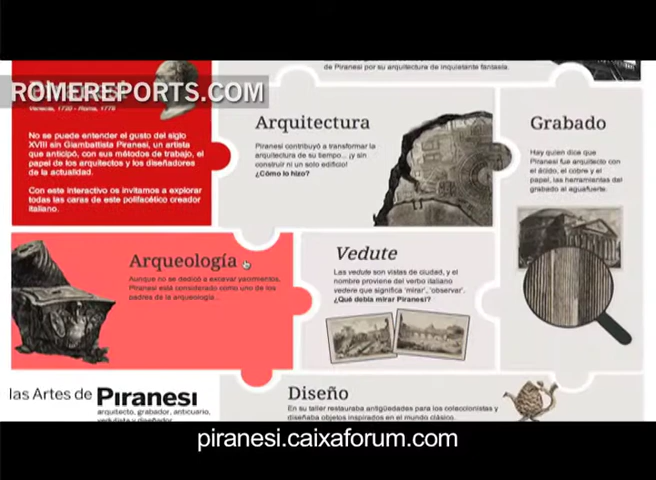 de Piranesi por su arquitectura de inquietante fantasía.
ROMEREPORTS.COM
Venecia, 1720 - Roma, 1778
No se puede entender el gusto del siglo
XVIII sin Giambattista Piranesi, un artista
que anticipó, con sus métodos de trabajo, el
papel de los arquitectos y los diseñadores
de la actualidad.
Con este interactivo os invitamos a explorar
todas las caras de este polifacético creador
italiano.
Arquitectura
Piranesi contribuyó a transformar la
arquitectura de su tiempo... ¡y sin
construir ni un solo edificio!
¿Cómo lo hizo?
Grabado
Hay quien dice que
Piranesi fue arquitecto con
el ácido, el cobre y el
papel, las herramientas del
grabado al aguafuerte.
Arqueología
Aunque no se dedicó a excavar yacimientos,
Piranesi está considerado como uno de los
padres de la arqueología...
Vedute
Las vedute son vistas de ciudad, y el
nombre proviene del verbo italiano
vedere que significa 'mirar', 'observar'.
¿Qué debía mirar Piranesi?
las Artes de Piranesi
arquitecto, grabador, anticuario,
vedutista y diseñador
Diseño
En su taller restauraba antigüedades para los coleccionistas y
diseñaba objetos inspirados en el mundo clásico.
piranesi.caixaforum.com